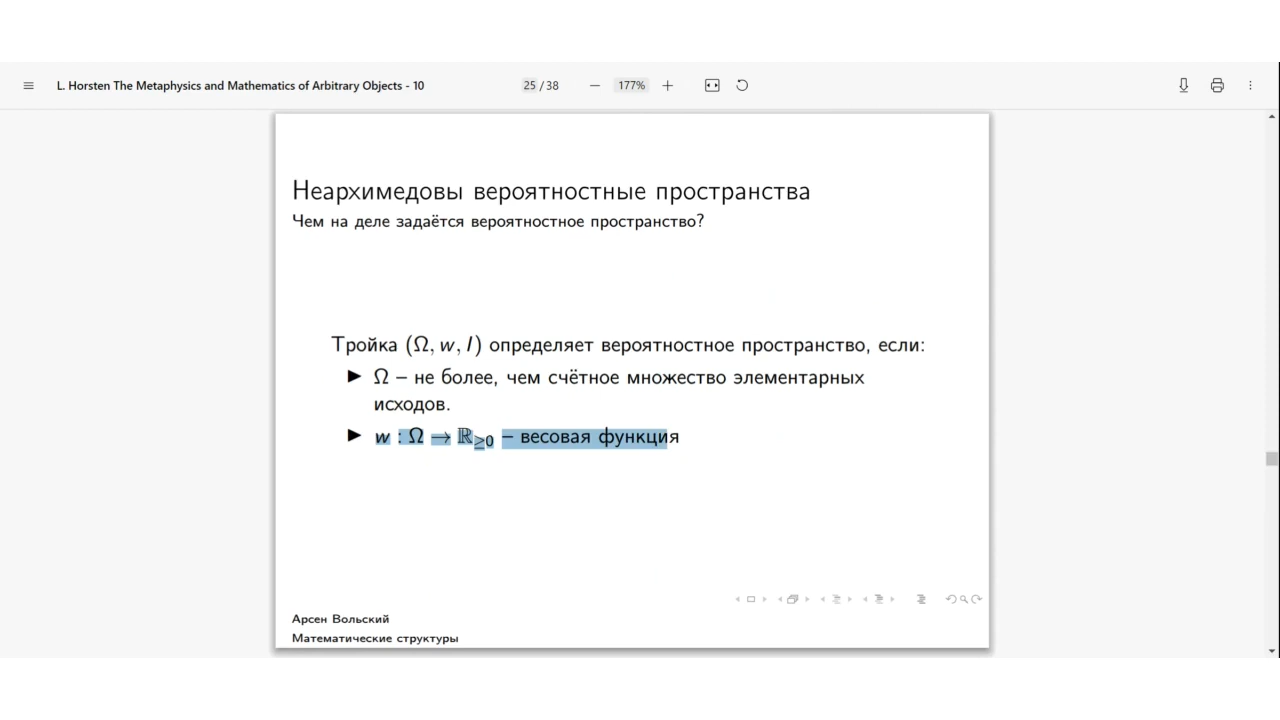 L. Horsten The Metaphysics and Mathematics of Arbitrary Objects - 10
25 / 38
177%
Неархимедовы вероятностные пространства
Чем на деле задаётся вероятностное пространство?
Тройка (Ω, w, I) определяет вероятностное пространство, если:
▶ Ω – не более, чем счётное множество элементарных
исходов.
▶ w : Ω → ℝ≥0 – весовая функция
Арсен Вольский
Математические структуры